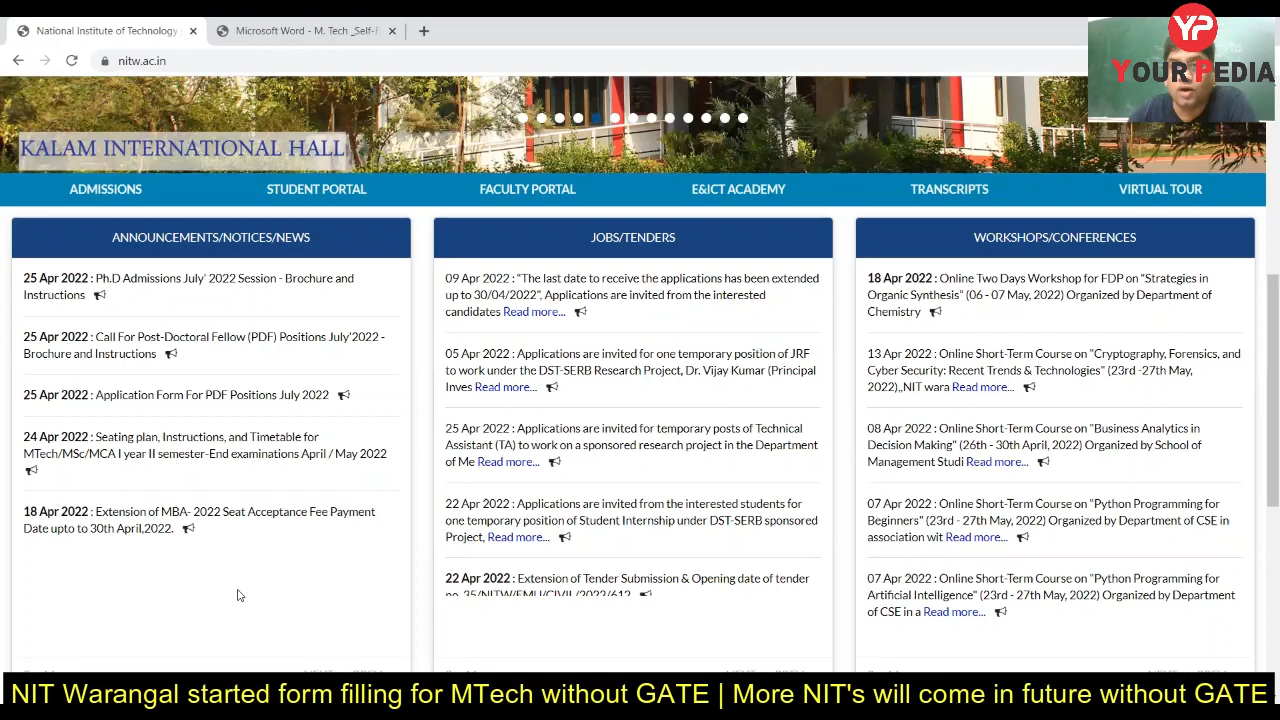 National Institute of Technology
Microsoft Word - M. Tech _Self-F
nitw.ac.in
YP
YOUR PEDIA
KALAM INTERNATIONAL HALL
ADMISSIONS STUDENT PORTAL FACULTY PORTAL E&ICT ACADEMY TRANSCRIPTS VIRTUAL TOUR
ANNOUNCEMENTS/NOTICES/NEWS
25 Apr 2022 : Ph.D Admissions July' 2022 Session - Brochure and
Instructions
25 Apr 2022 : Call For Post-Doctoral Fellow (PDF) Positions July'2022 -
Brochure and Instructions
25 Apr 2022 : Application Form For PDF Positions July 2022
24 Apr 2022 : Seating plan, Instructions, and Timetable for
MTech/MSc/MCA I year II semester-End examinations April / May 2022
18 Apr 2022 : Extension of MBA- 2022 Seat Acceptance Fee Payment
Date upto to 30th April,2022.
JOBS/TENDERS
09 Apr 2022 : "The last date to receive the applications has been extended
up to 30/04/2022", Applications are invited from the interested
candidates Read more...
05 Apr 2022 : Applications are invited for one temporary position of JRF
to work under the DST-SERB Research Project, Dr. Vijay Kumar (Principal
Inves Read more...
25 Apr 2022 : Applications are invited for temporary posts of Technical
Assistant (TA) to work on a sponsored research project in the Department
of Me Read more...
22 Apr 2022 : Applications are invited from the interested students for
one temporary position of Student Internship under DST-SERB sponsored
Project, Read more...
22 Apr 2022 : Extension of Tender Submission & Opening date of tender
no. 35/NITW/EMU/CIVIL/2022/612
WORKSHOPS/CONFERENCES
18 Apr 2022 : Online Two Days Workshop for FDP on "Strategies in
Organic Synthesis" (06 - 07 May, 2022) Organized by Department of
Chemistry
13 Apr 2022 : Online Short-Term Course on "Cryptography, Forensics, and
Cyber Security: Recent Trends & Technologies" (23rd -27th May,
2022),,NIT wara Read more...
08 Apr 2022 : Online Short-Term Course on "Business Analytics in
Decision Making" (26th - 30th April, 2022) Organized by School of
Management Studi Read more...
07 Apr 2022 : Online Short-Term Course on "Python Programming for
Beginners" (23rd - 27th May, 2022) Organized by Department of CSE in
association wit Read more...
07 Apr 2022 : Online Short-Term Course on "Python Programming for
Artificial Intelligence" (23rd - 27th May, 2022) Organized by Department
of CSE in a Read more...
NIT Warangal started form filling for MTech without GATE | More NIT's will come in future without GATE